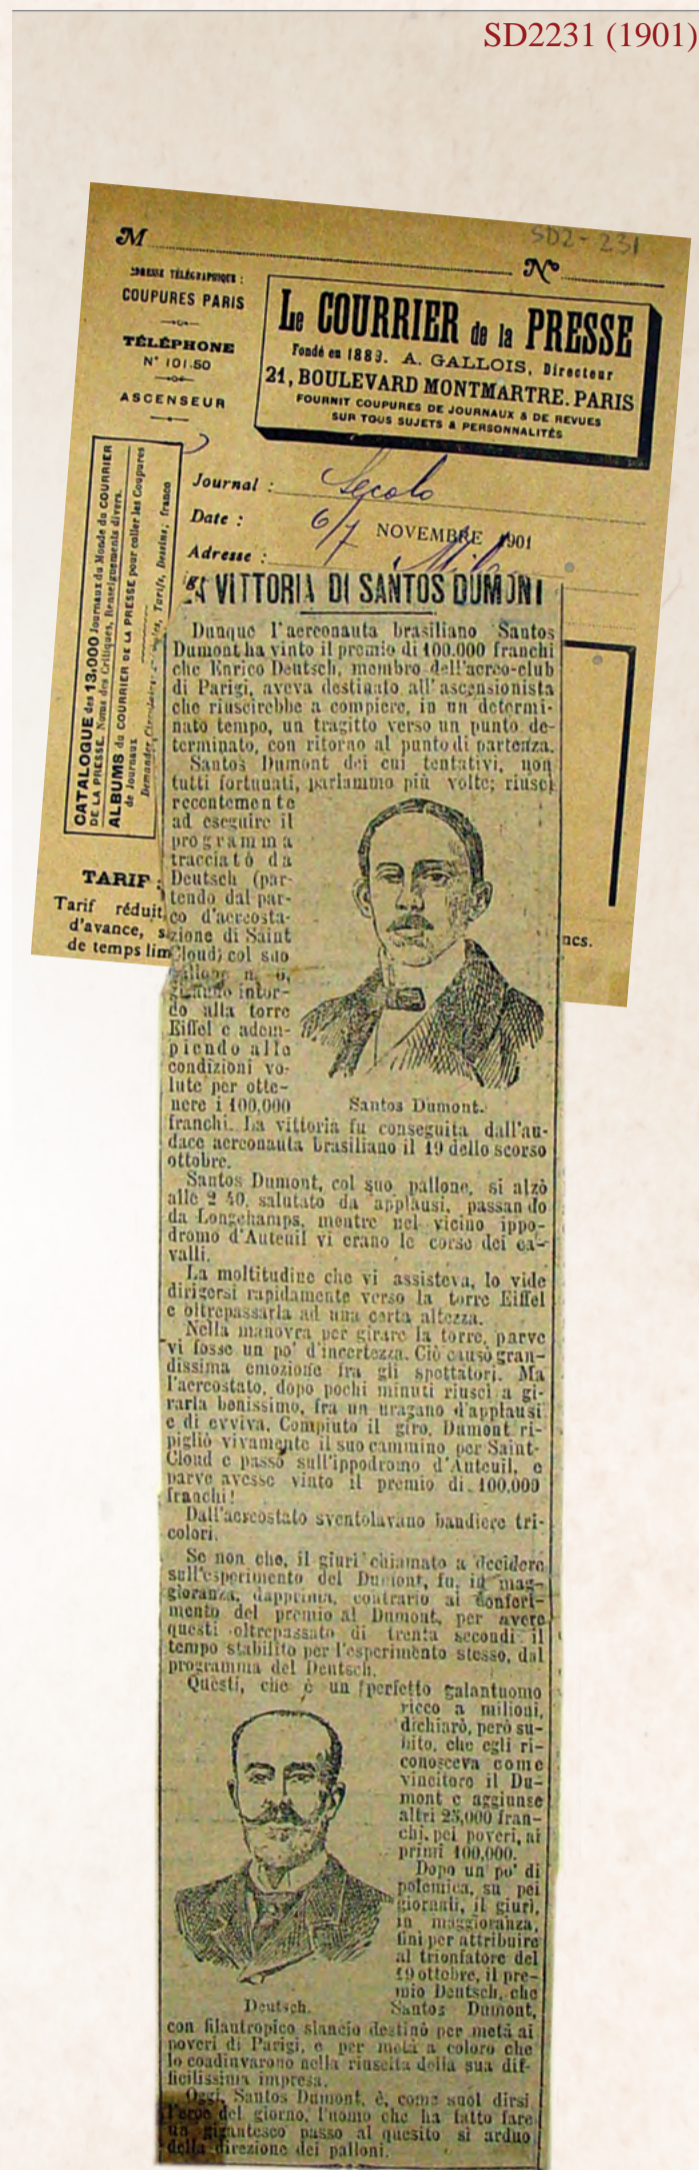 SD2231 (1901)
SD2-231
M
No
ADRESSE TÉLÉGRAPHIQUE :
COUPURES PARIS
TÉLÉPHONE
N° 101.50
ASCENSEUR
LE COURRIER de la PRESSE
Fondé en 1889. A. GALLOIS, Directeur
21, BOULEVARD MONTMARTRE. PARIS
FOURNIT COUPURES DE JOURNAUX & DE REVUES
SUR TOUS SUJETS & PERSONNALITÉS
CATALOGUE des 13,000 Journaux du Monde du COURRIER
DE LA PRESSE. Noms des Critiques, Renseignements divers.
ALBUMS du COURRIER DE LA PRESSE pour coller les Coupures
de Journaux
Demander Tarifs, Dessins; franco
Journal : Secolo
Date : 6/7 NOVEMBRE 1901
Adresse : Milan
TARIF :
Tarif réduit,
d'avance, s
de temps lim
ncs.
LA VITTORIA DI SANTOS DUMONT
Dunque l'aereonauta brasiliano Santos
Dumont ha vinto il premio di 100.000 franchi
che Enrico Deutsch, membro dell'aereo-club
di Parigi, aveva destinato all'ascensionista
che riuscirebbe a compiere, in un determi-
nato tempo, un tragitto verso un punto de-
terminato, con ritorno al punto di partenza.
Santos Dumont dei cui tentativi, non
tutti fortunati, parlammo più volte; riuscì
recentemente
ad eseguire il
programma
tracciato da
Deutsch (par-
tendo dal par-
co d'aereosta-
zione di Saint
Cloud) col suo
pallone n. 6,
girando intor-
do alla torre
Eiffel e adem-
piendo alle
condizioni vo-
lute per otte-
nere i 100,000
Santos Dumont.
franchi. La vittoria fu conseguita dall'au-
dace aereonauta brasiliano il 19 dello scorso
ottobre.
Santos Dumont, col suo pallone, si alzò
alle 2 40, salutato da applausi, passando
da Longchamps, mentre nel vicino ippo-
dromo d'Auteuil vi erano le corse dei ca-
valli.
La moltitudine che vi assisteva, lo vide
dirigersi rapidamente verso la torre Eiffel
e oltrepassarla ad una certa altezza.
Nella manovra per girare la torre, parve
vi fosse un po' d'incertezza. Ciò causò gran-
dissima emozione fra gli spettatori. Ma
l'aereostato, dopo pochi minuti riuscì a gi-
rarla benissimo, fra un uragano d'applausi
e di evviva. Compiuto il giro, Dumont ri-
pigliò vivamente il suo cammino per Saint-
Cloud e passò sull'ippodromo d'Auteuil, e
parve avesse vinto il premio di 100,000
franchi!
Dall'aereostato sventolavano bandiere tri-
colori.
Se non che, il giurì chiamato a decidere
sull'esperimento del Dumont, fu, in mag-
gioranza, dapprima, contrario al conferi-
mento del premio al Dumont, per avere
questi oltrepassato di trenta secondi il
tempo stabilito per l'esperimento stesso, dal
programma del Deutsch.
Questi, che è un perfetto galantuomo
ricco a milioni,
dichiarò, però su-
bito, che egli ri-
conosceva come
vincitore il Du-
mont e aggiunse
altri 25,000 fran-
chi, pei poveri, ai
primi 100,000.
Dopo un po' di
polemica, su pei
giornali, il giurì,
in maggioranza,
finì per attribuire
al trionfatore del
19 ottobre, il pre-
mio Deutsch, che
Deutsch.
Santos Dumont,
con filantropico slancio destinò per metà ai
poveri di Parigi, e per metà a coloro che
lo coadiuvarono nella riuscita della sua dif-
ficilissima impresa.
Oggi, Santos Dumont, è, come suol dirsi
l'eroe del giorno, l'uomo che ha fatto fare
un gigantesco passo al quesito sì arduo
della direzione dei palloni.